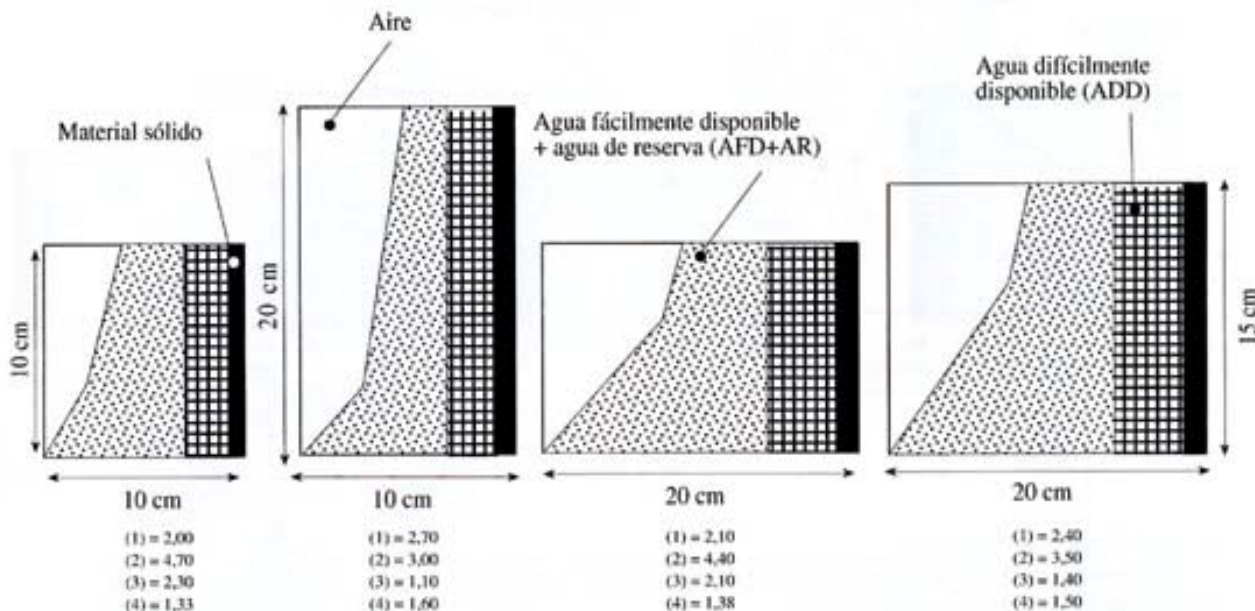 Aire
Material sólido
Agua fácilmente disponible
+ agua de reserva (AFD+AR)
Agua difícilmente
disponible (ADD)
10 cm
10 cm
(1) = 2,00
(2) = 4,70
(3) = 2,30
(4) = 1,33
20 cm
10 cm
(1) = 2,70
(2) = 3,00
(3) = 1,10
(4) = 1,60
20 cm
(1) = 2,10
(2) = 4,40
(3) = 2,10
(4) = 1,38
15 cm
20 cm
(1) = 2,40
(2) = 3,50
(3) = 1,40
(4) = 1,50